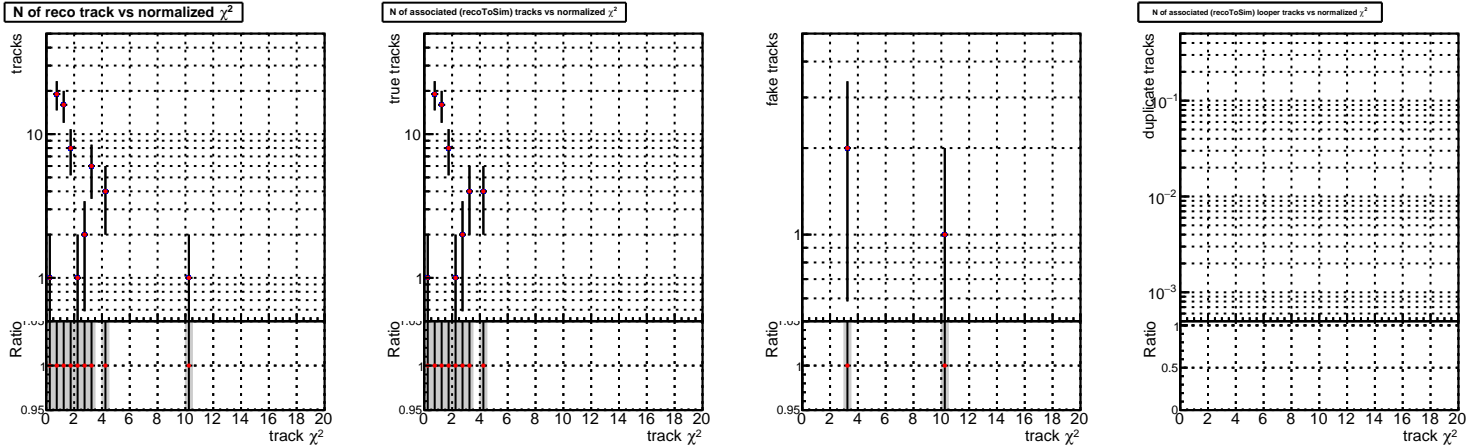 N of reco track vs normalized χ²
tracks
10
1
Ratio
1
0.95
0 2 4 6 8 10 12 14 16 18 20
track χ²
N of associated (recoToSim) tracks vs normalized χ²
true tracks
10
1
Ratio
1
0.95
0 2 4 6 8 10 12 14 16 18 20
track χ²
fake tracks
1
Ratio
1
0.95
0 2 4 6 8 10 12 14 16 18 20
track χ²
N of associated (recoToSim) looper tracks vs normalized χ²
duplicate tracks
10⁻¹
10⁻²
10⁻³
Ratio
1
0.5
0
0 2 4 6 8 10 12 14 16 18 20
track χ²